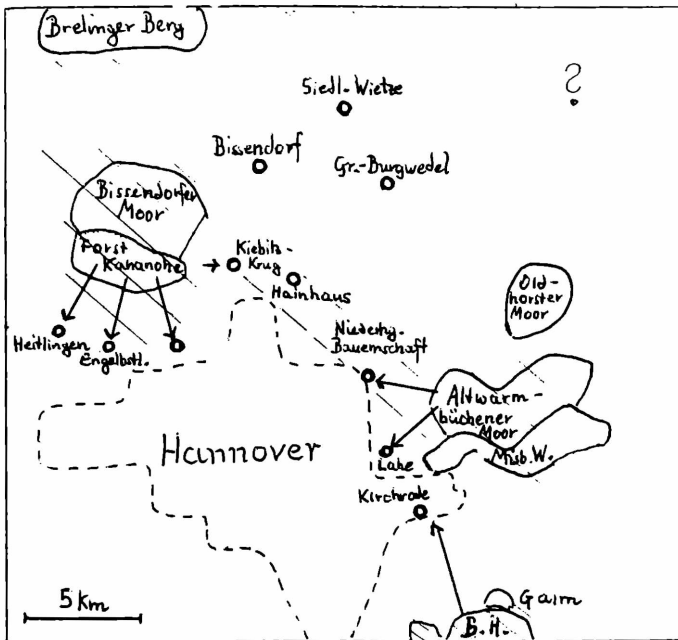 Brelinger Berg
?
Siedl.-Wietze
Bissendorf
Gr.-Burgwedel
Bissendorfer
Moor
Forst
Kananohe
Kiebitz-
Krug
Hainhaus
Old-
horster
Moor
Heitlingen
Engelbstl.
Niederhg.
Bauernschaft
Altwarm-
büchener
Moor
Hannover
Lahe
Misb. W.
Kirchrode
5 Km
Gaim
B.H.